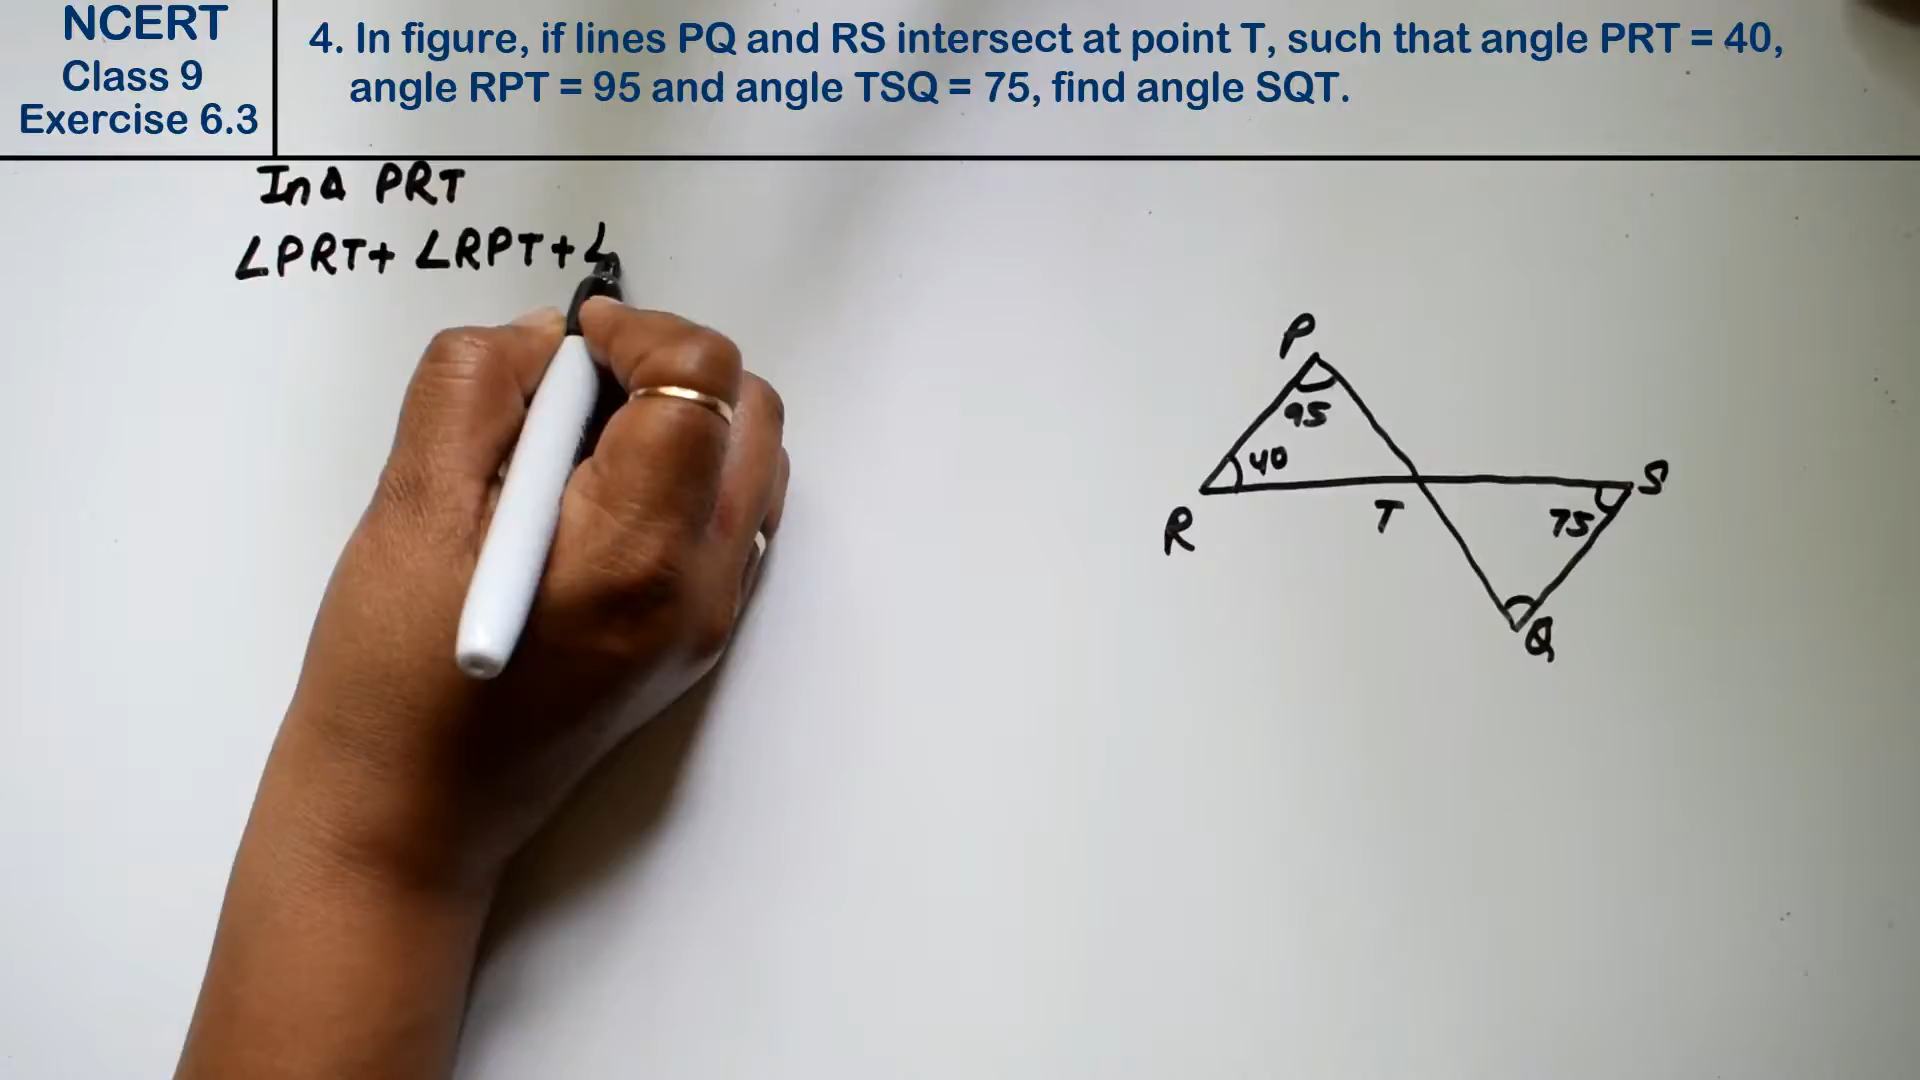 NCERT
Class 9
Exercise 6.3
4. In figure, if lines PQ and RS intersect at point T, such that angle PRT = 40,
angle RPT = 95 and angle TSQ = 75, find angle SQT.
In Δ PRT
∠PRT+ ∠RPT+∠
P
95
40
R
T
S
75
Q